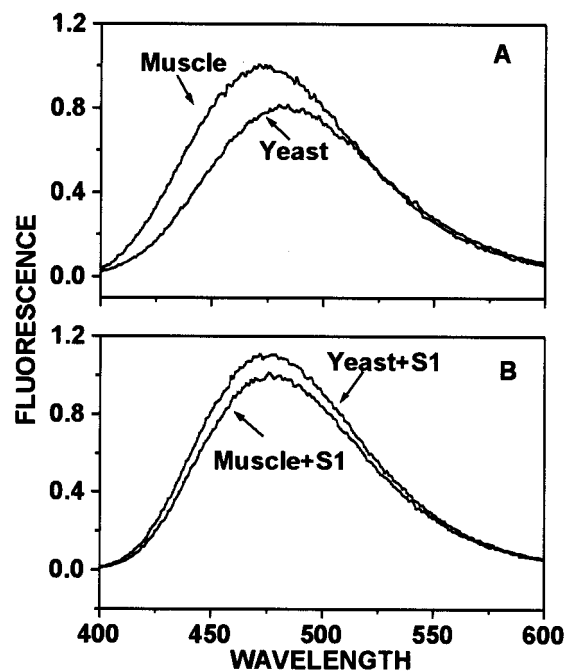 1.2
A
Muscle
0.8
Yeast
0.4
0.0
FLUORESCENCE
1.2
Yeast+S1
B
0.8
Muscle+S1
0.4
0.0
400 450 500 550 600
WAVELENGTH